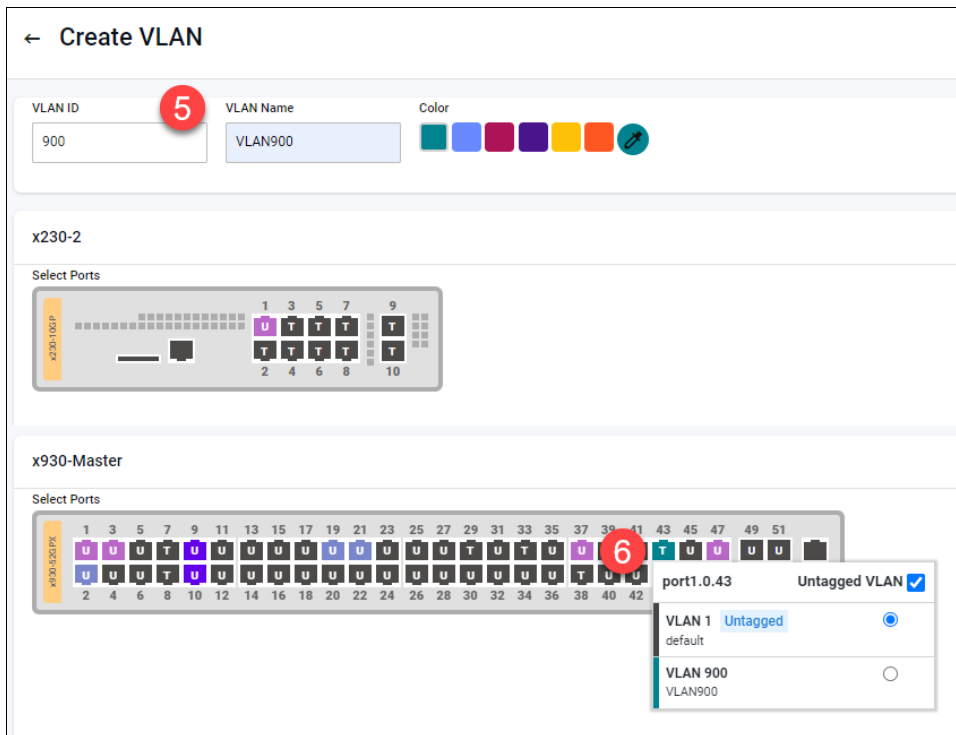 ← Create VLAN
VLAN ID
5
VLAN Name
Color
900
VLAN900
x230-2
Select Ports
1 3 5 7 9
x230-10GP
U T T T T
T T T T T
2 4 6 8 10
x930-Master
Select Ports
1 3 5 7 9 11 13 15 17 19 21 23 25 27 29 31 33 35 37 39 41 43 45 47 49 51
x930-52GPX
U U U T U U U U U U U U U U T U T U U 6 T U U U U
U U U T U U U U U U U U U U U U U U T U U
2 4 6 8 10 12 14 16 18 20 22 24 26 28 30 32 34 36 38 40 42
port1.0.43 Untagged VLAN
VLAN 1 Untagged
default
VLAN 900
VLAN900